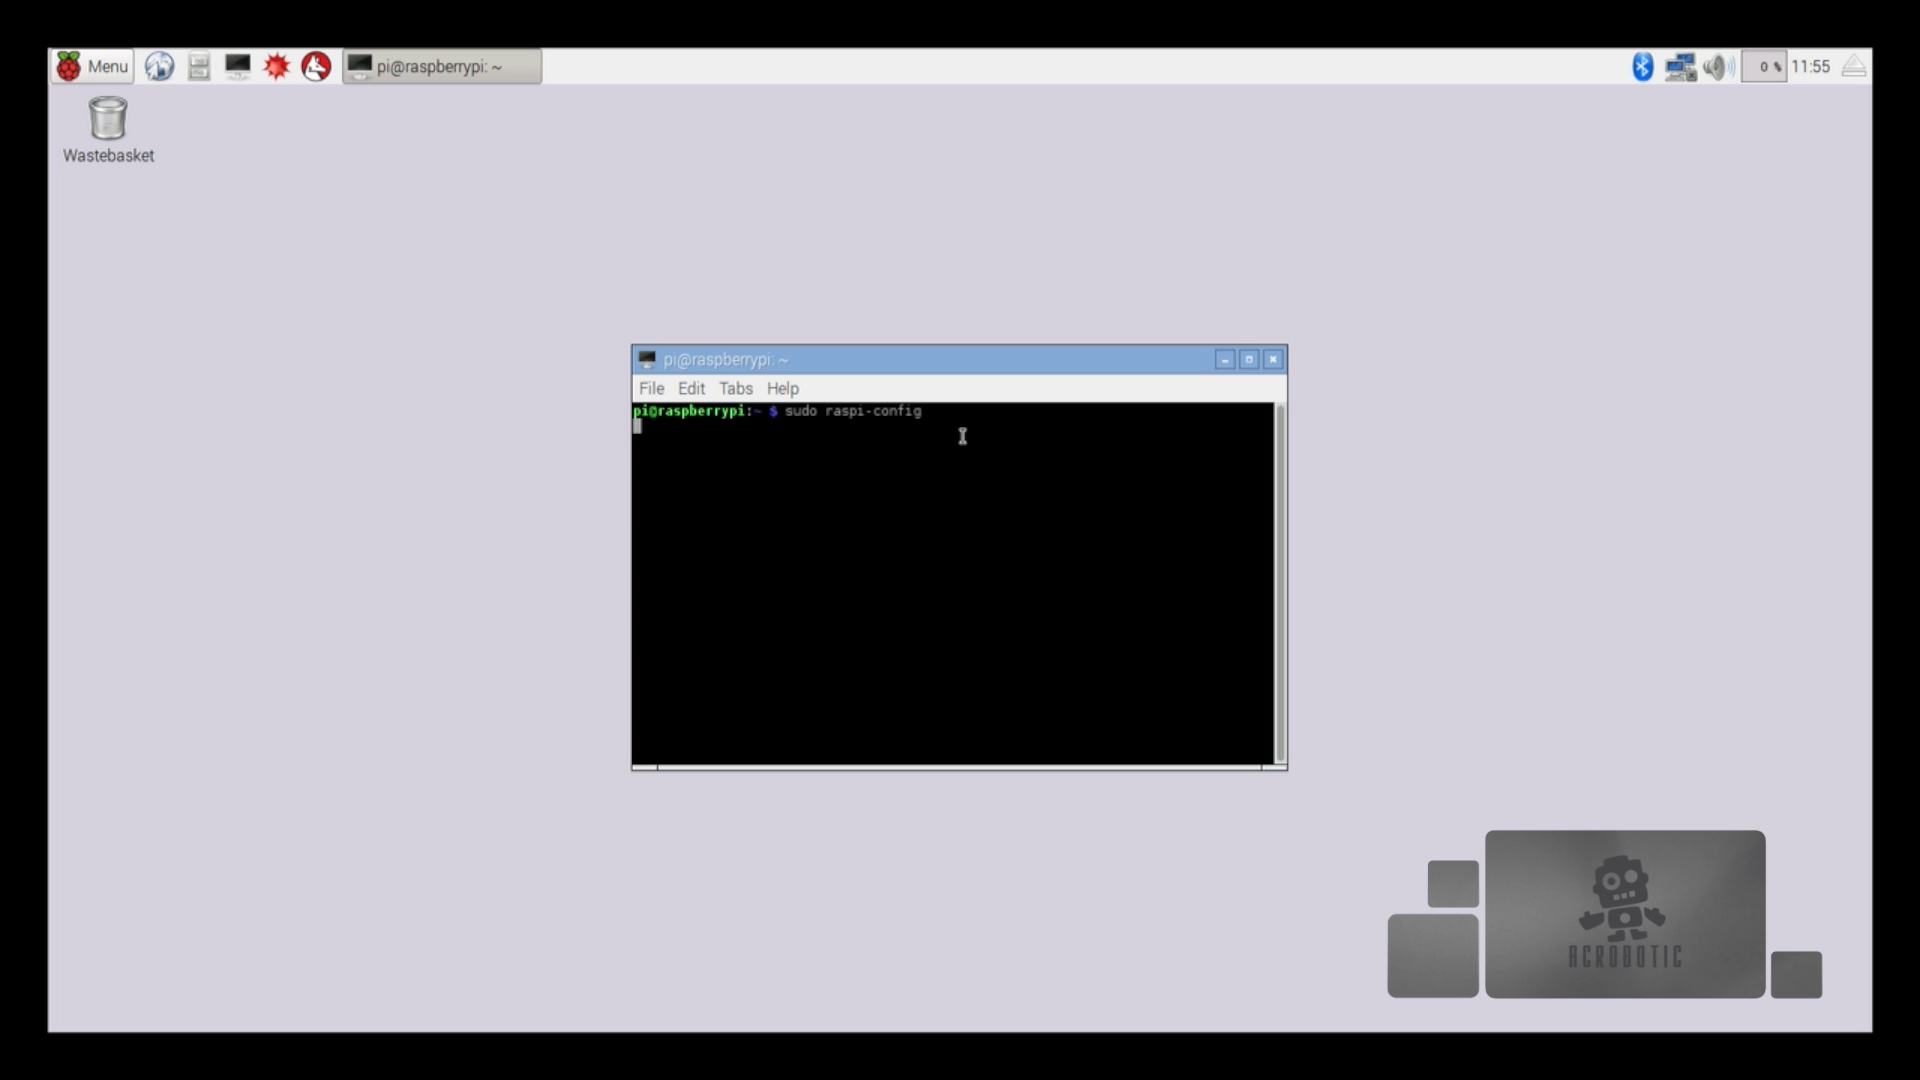 Menu
pi@raspberrypi: ~
0 %
11:55
Wastebasket
pi@raspberrypi: ~
File Edit Tabs Help
pi@raspberrypi:~ $ sudo raspi-config
ACROBOTIC